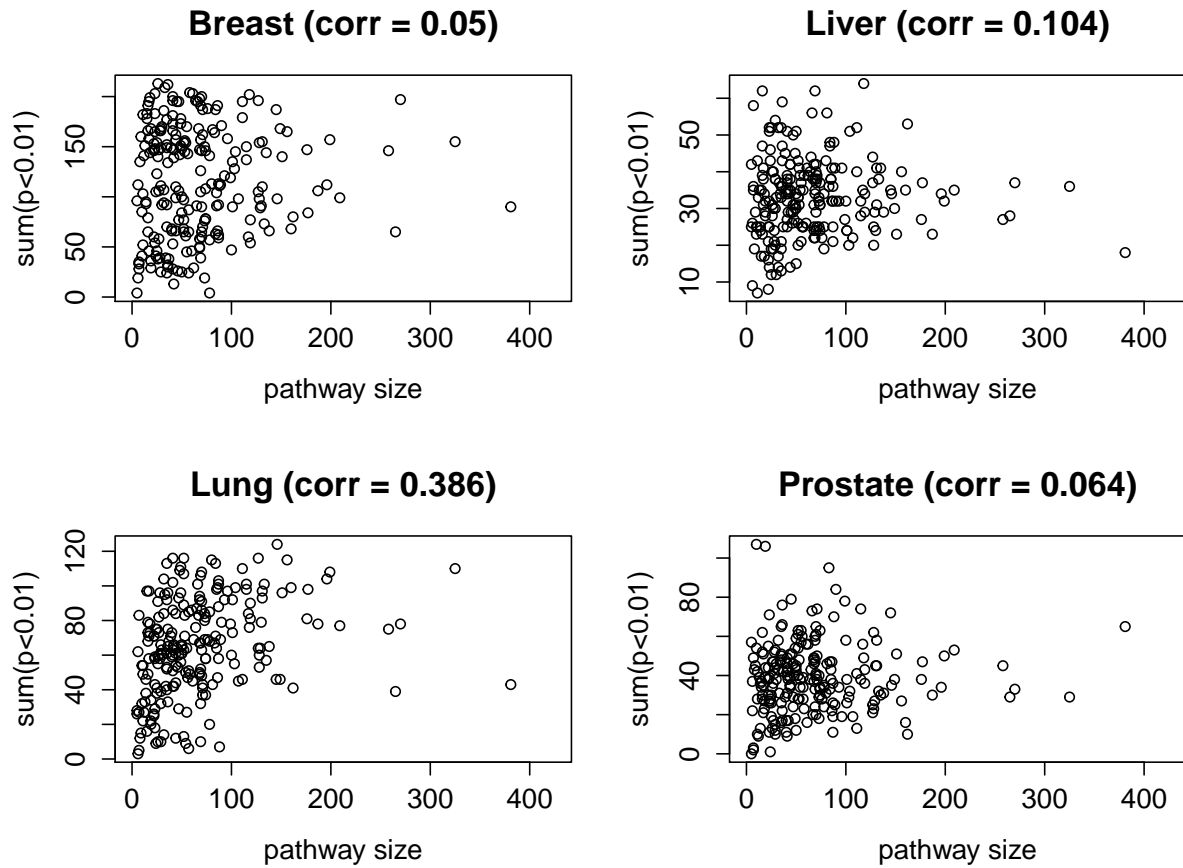 Breast (corr = 0.05)
sum(p<0.01)
0 50 150
0 100 200 300 400
pathway size
Liver (corr = 0.104)
sum(p<0.01)
10 30 50
0 100 200 300 400
pathway size
Lung (corr = 0.386)
sum(p<0.01)
0 40 80 120
0 100 200 300 400
pathway size
Prostate (corr = 0.064)
sum(p<0.01)
0 40 80
0 100 200 300 400
pathway size